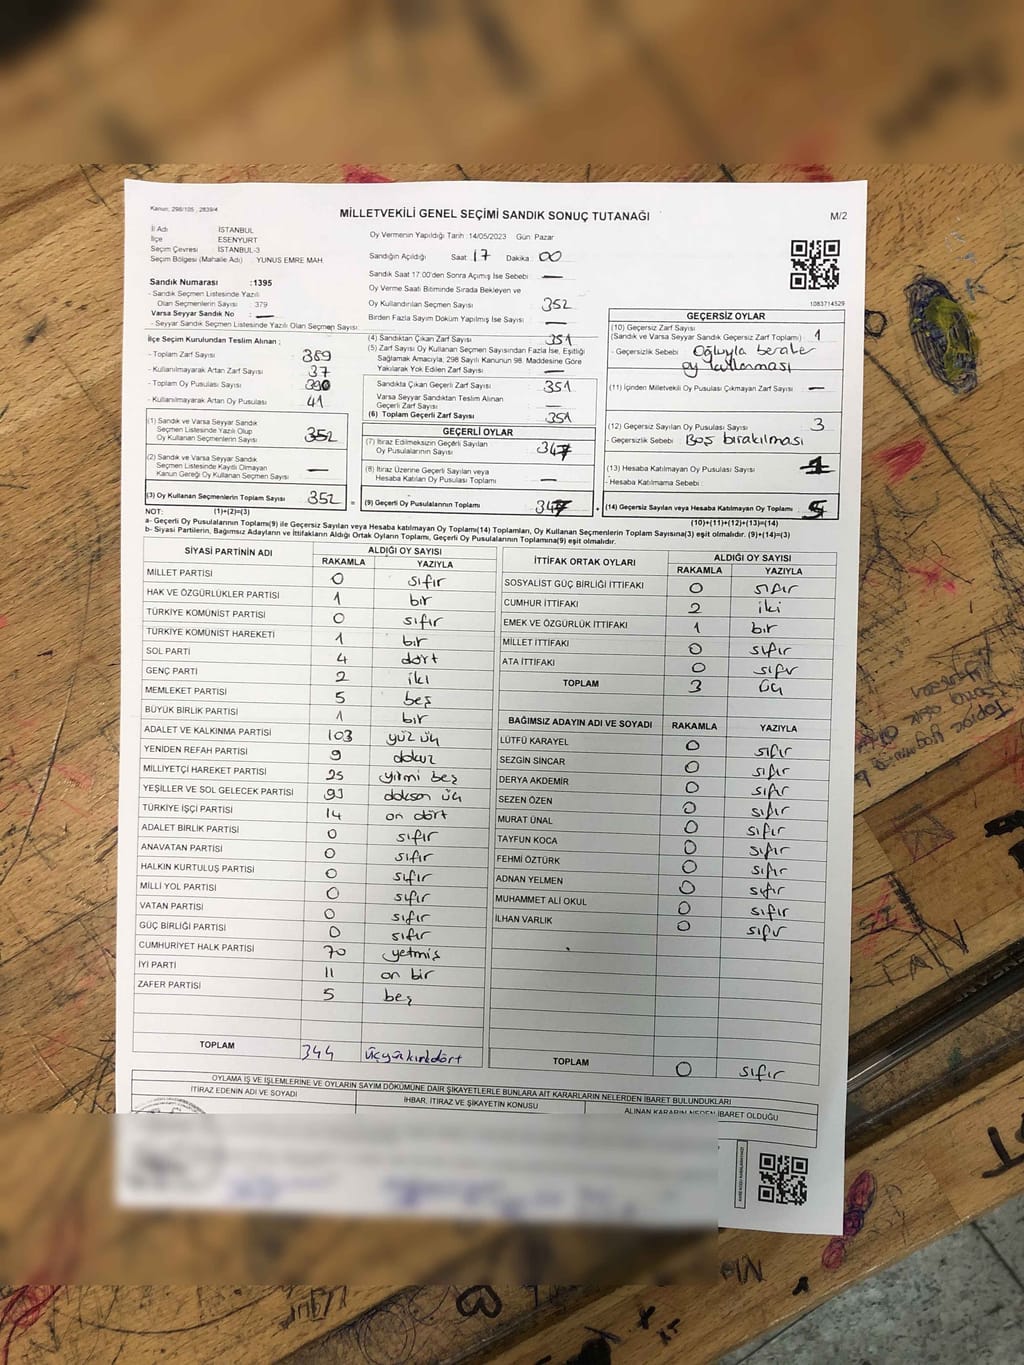 Kanun; 298/105 , 2839/4
MİLLETVEKİLİ GENEL SEÇİMİ SANDIK SONUÇ TUTANAĞI
M/2
İl Adı İSTANBUL
İlçe ESENYURT
Seçim Çevresi İSTANBUL-3
Seçim Bölgesi (Mahalle Adı) YUNUS EMRE MAH.
Sandık Numarası :1395
- Sandık Seçmen Listesinde Yazılı
Olan Seçmenlerin Sayısı : 379
Varsa Seyyar Sandık No : —
- Seyyar Sandık Seçmen Listesinde Yazılı Olan Seçmen Sayısı :
Oy Vermenin Yapıldığı Tarih :14/05/2023 Gün Pazar
Sandığın Açıldığı Saat 17 Dakika 00
Sandık Saat 17:00'den Sonra Açılmış İse Sebebi —
Oy Verme Saati Bitiminde Sırada Bekleyen ve
Oy Kullandırılan Seçmen Sayısı 352
Birden Fazla Sayım Döküm Yapılmış İse Sayısı —
1083714529
İlçe Seçim Kurulundan Teslim Alınan ;
- Toplam Zarf Sayısı 389
- Kullanılmayarak Artan Zarf Sayısı 37
- Toplam Oy Pusulası Sayısı 390
- Kullanılmayarak Artan Oy Pusulası 41
(4) Sandıktan Çıkan Zarf Sayısı 351
(5) Zarf Sayısı Oy Kullanan Seçmen Sayısından Fazla İse, Eşitliği
Sağlamak Amacıyla, 298 Sayılı Kanunun 98. Maddesine Göre
Yakılarak Yok Edilen Zarf Sayısı —
Sandıkta Çıkan Geçerli Zarf Sayısı 351
Varsa Seyyar Sandıktan Teslim Alınan
Geçerli Zarf Sayısı —
(6) Toplam Geçerli Zarf Sayısı 351
GEÇERSİZ OYLAR
(10) Geçersiz Zarf Sayısı
(Sandık ve Varsa Seyyar Sandık Geçersiz Zarf Toplamı) 1
- Geçersizlik Sebebi : Oğluyla beraber
oy kullanması
(11) İçinden Milletvekili Oy Pusulası Çıkmayan Zarf Sayısı —
(12) Geçersiz Sayılan Oy Pusulası Sayısı 3
- Geçersizlik Sebebi : Boş bırakılması
(13) Hesaba Katılmayan Oy Pusulası Sayısı
- Hesaba Katılmama Sebebi :
(14) Geçersiz Sayılan veya Hesaba Katılmayan Oy Toplamı
(10)+(11)+(12)+(13)=(14)
(1) Sandık ve Varsa Seyyar Sandık
Seçmen Listesinde Yazılı Olup
Oy Kullanan Seçmenlerin Sayısı 352
(2) Sandık ve Varsa Seyyar Sandık
Seçmen Listesinde Kayıtlı Olmayan
Kanun Gereği Oy Kullanan Seçmen Sayısı —
(3) Oy Kullanan Seçmenlerin Toplam Sayısı 352 =
GEÇERLİ OYLAR
(7) İtiraz Edilmeksizin Geçerli Sayılan
Oy Pusulalarının Sayısı 347
(8) İtiraz Üzerine Geçerli Sayılan veya
Hesaba Katılan Oy Pusulası Toplamı —
(9) Geçerli Oy Pusulalarının Toplamı 347 +
NOT: (1)+(2)=(3)
a- Geçerli Oy Pusulalarının Toplamı(9) ile Geçersiz Sayılan veya Hesaba katılmayan Oy Toplamı(14) Toplamları, Oy Kullanan Seçmenlerin Toplam Sayısına(3) eşit olmalıdır. (9)+(14)=(3)
b- Siyasi Partilerin, Bağımsız Adayların ve İttifakların Aldığı Ortak Oyların Toplamı, Geçerli Oy Pusulalarının Toplamına(9) eşit olmalıdır.
SİYASİ PARTİNİN ADI ALDIĞI OY SAYISI
RAKAMLA YAZIYLA
MİLLET PARTİSİ 0 sıfır
HAK VE ÖZGÜRLÜKLER PARTİSİ 1 bir
TÜRKİYE KOMÜNİST PARTİSİ 0 sıfır
TÜRKİYE KOMÜNİST HAREKETİ 1 bır
SOL PARTİ 4 dört
GENÇ PARTİ 2 iki
MEMLEKET PARTİSİ 5 beş
BÜYÜK BİRLİK PARTİSİ 1 bır
ADALET VE KALKINMA PARTİSİ 103 yüz üç
YENİDEN REFAH PARTİSİ 9 dokuz
MİLLİYETÇİ HAREKET PARTİSİ 25 yirmi beş
YEŞİLLER VE SOL GELECEK PARTİSİ 93 doksan üç
TÜRKİYE İŞÇİ PARTİSİ 14 on dört
ADALET BİRLİK PARTİSİ 0 sıfır
ANAVATAN PARTİSİ 0 sıfır
HALKIN KURTULUŞ PARTİSİ 0 sıfır
MİLLİ YOL PARTİSİ 0 sıfır
VATAN PARTİSİ 0 sıfır
GÜÇ BİRLİĞİ PARTİSİ 0 sıfır
CUMHURİYET HALK PARTİSİ 70 yetmiş
İYİ PARTİ 11 on bir
ZAFER PARTİSİ 5 beş
TOPLAM 344 üçyüzkırkdört
İTTİFAK ORTAK OYLARI ALDIĞI OY SAYISI
RAKAMLA YAZIYLA
SOSYALİST GÜÇ BİRLİĞİ İTTİFAKI 0 sıfır
CUMHUR İTTİFAKI 2 iki
EMEK VE ÖZGÜRLÜK İTTİFAKI 1 bır
MİLLET İTTİFAKI 0 sıfır
ATA İTTİFAKI 0 sıfır
TOPLAM 3 üç
BAĞIMSIZ ADAYIN ADI VE SOYADI RAKAMLA YAZIYLA
LÜTFÜ KARAYEL 0 sıfır
SEZGİN SİNCAR 0 sıfır
DERYA AKDEMİR 0 sıfır
SEZEN ÖZEN 0 sıfır
MURAT ÜNAL 0 sıfır
TAYFUN KOCA 0 sıfır
FEHMİ ÖZTÜRK 0 sıfır
ADNAN YELMEN 0 sıfır
MUHAMMET ALİ OKUL 0 sıfır
İLHAN VARLIK 0 sıfır
TOPLAM 0 sıfır
OYLAMA İŞ VE İŞLEMLERİNE VE OYLARIN SAYIM DÖKÜMÜNE DAİR ŞİKAYETLERLE BUNLARA AİT KARARLARIN NELERDEN İBARET BULUNDUKLARI
İTİRAZ EDENİN ADI VE SOYADI İHBAR, İTİRAZ VE ŞİKAYETİN KONUSU ALINAN KARARIN NEDEN İBARET OLDUĞU